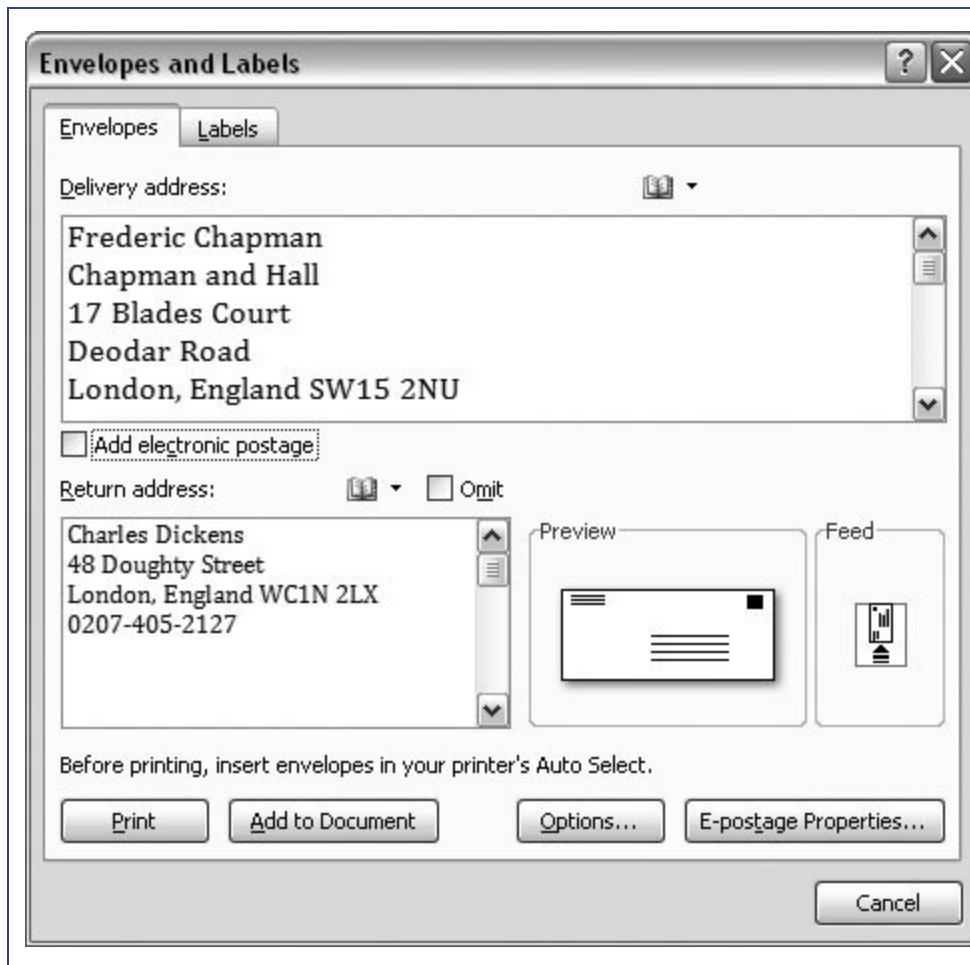 Envelopes and Labels
Envelopes Labels
Delivery address:
Frederic Chapman
Chapman and Hall
17 Blades Court
Deodar Road
London, England SW15 2NU
Add electronic postage
Return address: Omit
Charles Dickens
48 Doughty Street
London, England WC1N 2LX
0207-405-2127
Preview
Feed
Before printing, insert envelopes in your printer's Auto Select.
Print Add to Document Options... E-postage Properties...
Cancel